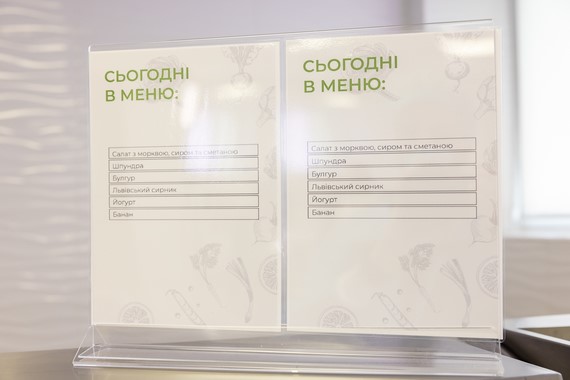 СЬОГОДНІ
В МЕНЮ:
Салат з морквою, сиром та сметаною
Шпундра
Булгур
Львівський сирник
Йогурт
Банан
СЬОГОДНІ
В МЕНЮ:
Салат з морквою, сиром та сметаною
Шпундра
Булгур
Львівський сирник
Йогурт
Банан